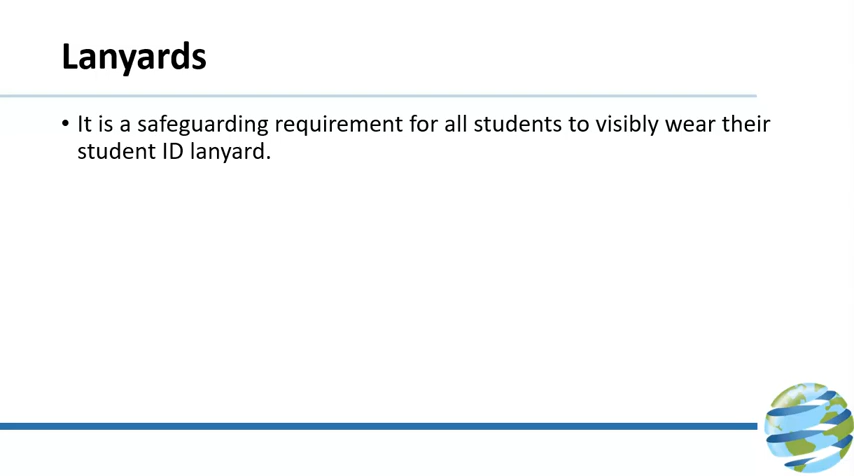 Lanyards
• It is a safeguarding requirement for all students to visibly wear their
student ID lanyard.